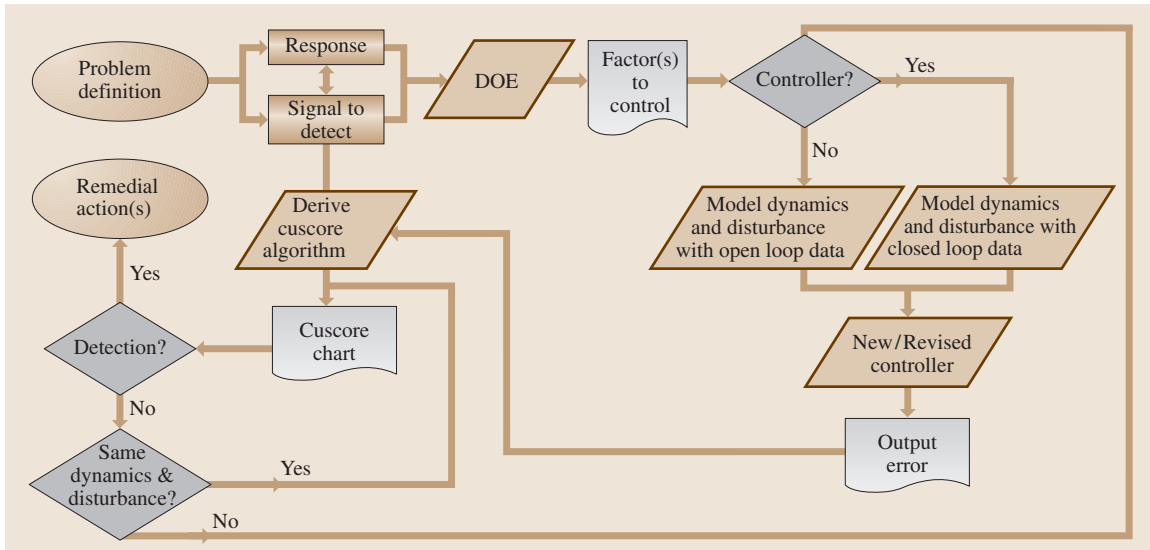 Problem
definition
Response
Signal to
detect
DOE
Factor(s)
to
control
Controller?
Yes
No
Model dynamics
and disturbance
with open loop data
Model dynamics
and disturbance with
closed loop data
New/Revised
controller
Output
error
Derive
cuscore
algorithm
Cuscore
chart
Remedial
action(s)
Yes
Detection?
No
Same
dynamics &
disturbance?
Yes
No